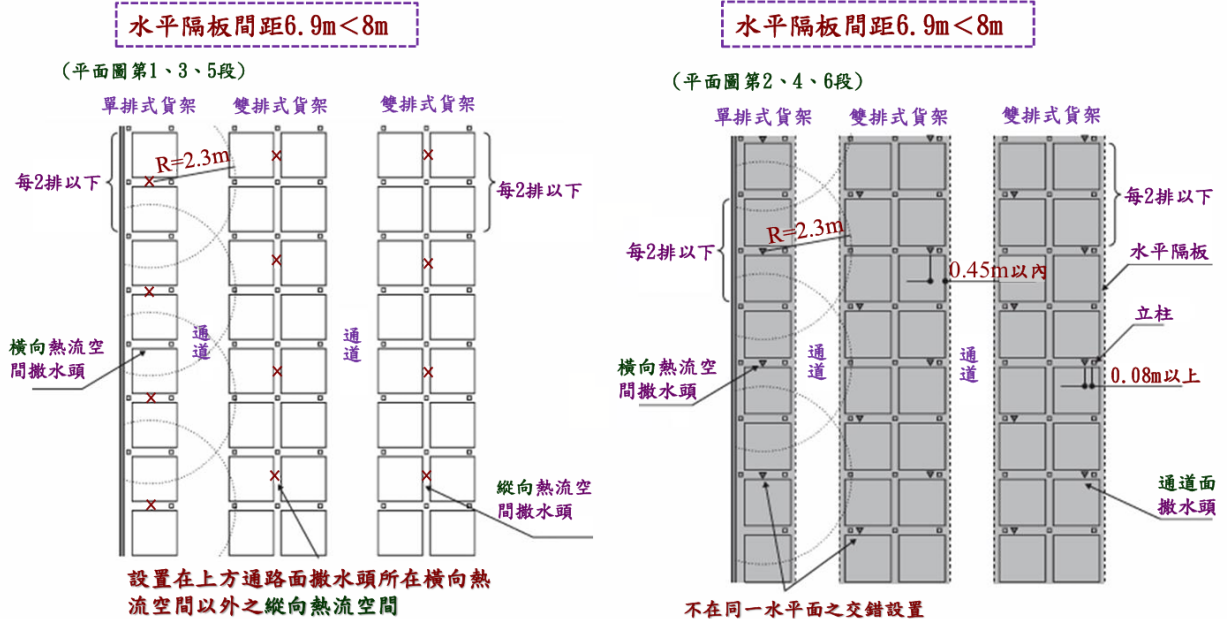 水平隔板間距6.9m<8m
(平面圖第1、3、5段)
單排式貨架
雙排式貨架
雙排式貨架
R=2.3m
每2排以下
每2排以下
通道
通道
橫向熱流空
間撒水頭
縱向熱流空
間撒水頭
設置在上方通路面撒水頭所在橫向熱
流空間以外之縱向熱流空間
水平隔板間距6.9m<8m
(平面圖第2、4、6段)
單排式貨架
雙排式貨架
雙排式貨架
每2排以下
R=2.3m
每2排以下
水平隔板
0.45m以內
立柱
通道
通道
橫向熱流空
間撒水頭
0.08m以上
通道面
撒水頭
不在同一水平面之交錯設置